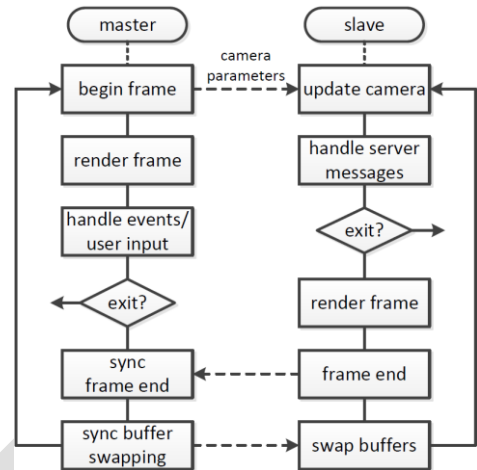 master
slave
camera
parameters
begin frame
update camera
render frame
handle server
messages
handle events/
user input
exit?
exit?
render frame
sync
frame end
frame end
sync buffer
swapping
swap buffers